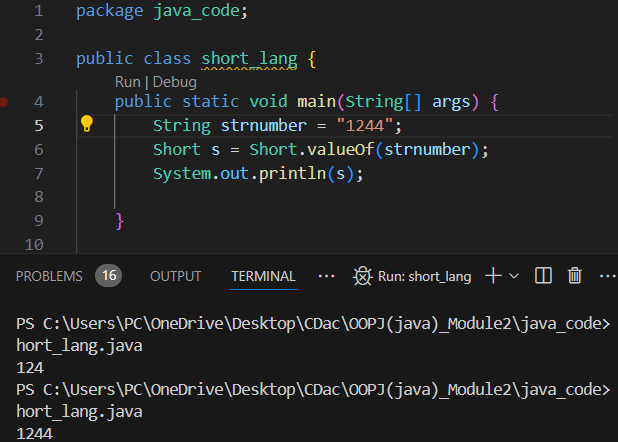 1 package java_code;
2
3 public class short_lang {
Run | Debug
4 public static void main(String[] args) {
5 String strnumber = "1244";
6 Short s = Short.valueOf(strnumber);
7 System.out.println(s);
8
9 }
10
PROBLEMS 16 OUTPUT TERMINAL ··· Run: short_lang ···
PS C:\Users\PC\OneDrive\Desktop\CDac\OOPJ(java)_Module2\java_code>
hort_lang.java
124
PS C:\Users\PC\OneDrive\Desktop\CDac\OOPJ(java)_Module2\java_code>
hort_lang.java
1244